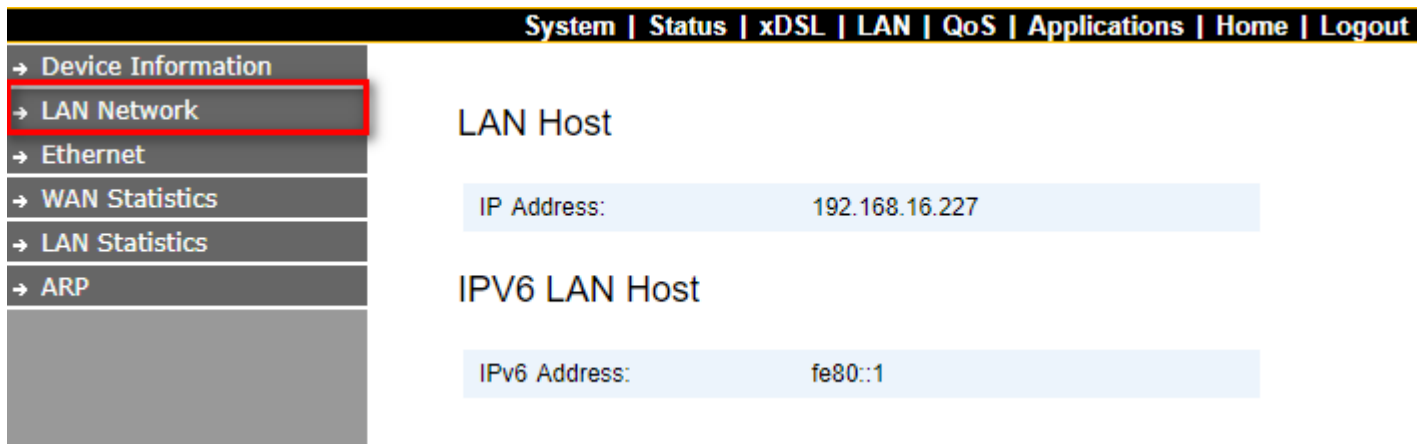 System | Status | xDSL | LAN | QoS | Applications | Home | Logout
→ Device Information
→ LAN Network
→ Ethernet
→ WAN Statistics
→ LAN Statistics
→ ARP
LAN Host
IP Address: 192.168.16.227
IPV6 LAN Host
IPv6 Address: fe80::1